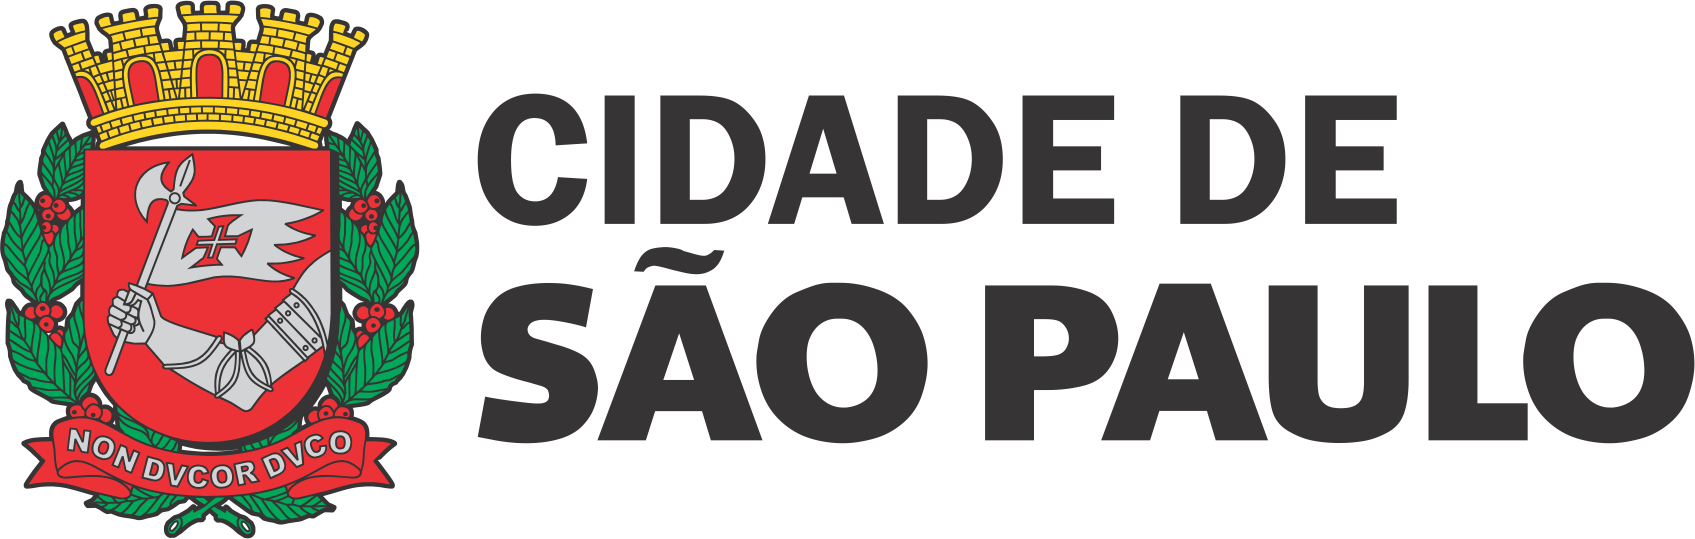 CIDADE DE
SÃO PAULO
NON DVCOR DVCO